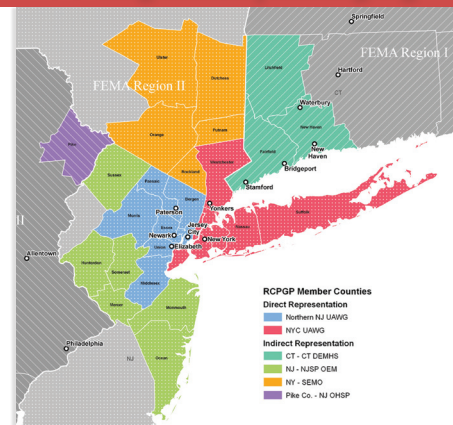 Springfield
FEMA Region I
Ulster
Dutchess
Litchfield
Hartford
FEMA Region II
CT
Waterbury
New Haven
Orange
Putnam
New
Haven
Pike
Fairfield
Bridgeport
Westchester
Sussex
Rockland
Stamford
Passaic
Bergen
Yonkers
Suffolk
Paterson
Morris
Jersey
City
Essex
Nassau
Newark
New York
Union
Elizabeth
II
Allentown
Hunterdon
Somerset
Middlesex
Mercer
Monmouth
Philadelphia
NJ
Ocean
RCPGP Member Counties
Direct Representation
Northern NJ UAWG
NYC UAWG
Indirect Representation
CT - CT DEMHS
NJ - NJSP OEM
NY - SEMO
Pike Co. - NJ OHSP